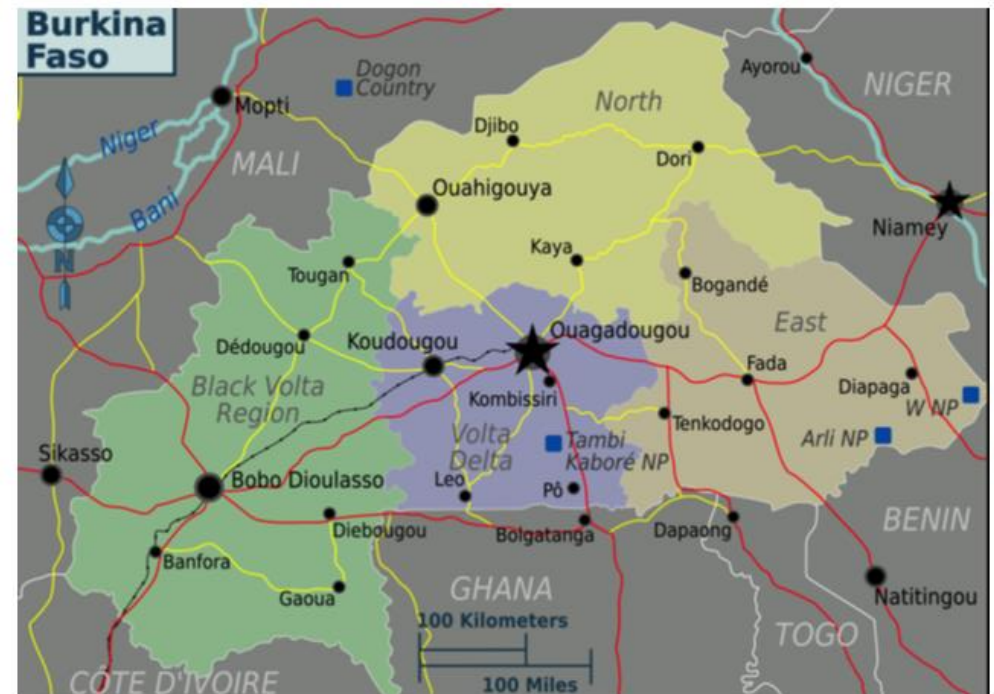 Burkina
Faso
Dogon
Country
Ayorou
NIGER
Mopti
North
Niger
Djibo
MALI
Dori
Bani
Ouahigouya
Niamey
N
Kaya
Tougan
Bogandé
East
Ouagadougou
Koudougou
Dédougou
Fada
Black Volta
Region
Kombissiri
Diapaga
W NP
Tenkodogo
Volta
Delta
Tambi
Kaboré NP
Arli NP
Sikasso
Bobo Dioulasso
Leo
Pô
BENIN
Diebougou
Bolgatanga
Dapaong
Banfora
GHANA
Gaoua
Natitingou
100 Kilometers
TOGO
CÔTE D'IVOIRE
100 Miles